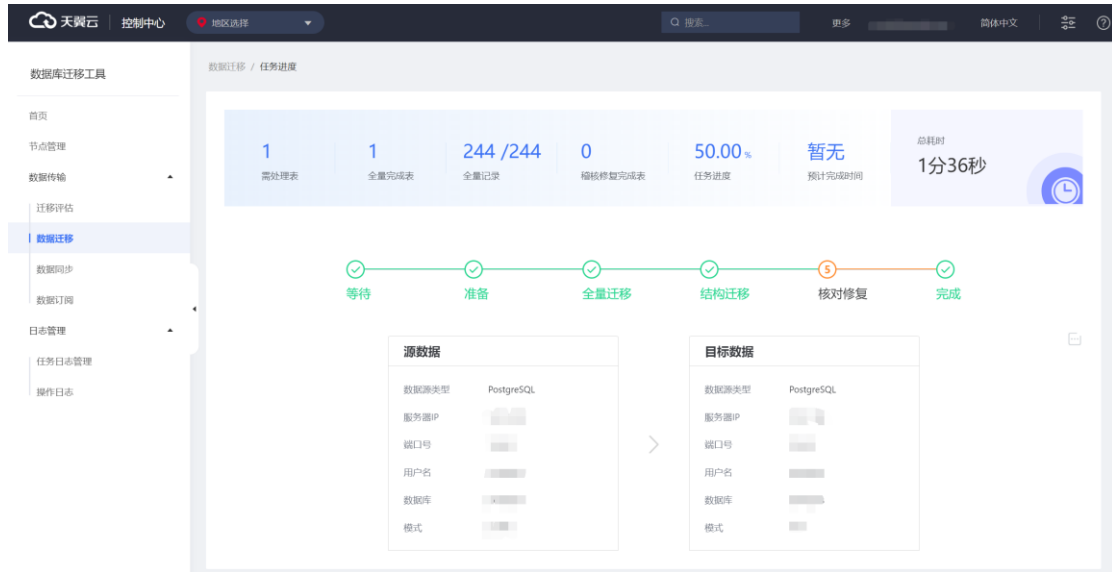 天翼云 控制中心 地区选择 搜索... 更多 简体中文
数据库迁移工具
首页
节点管理
数据传输
迁移评估
数据迁移
数据同步
数据订阅
日志管理
任务日志管理
操作日志
数据迁移 / 任务进度
1 1 244 /244 0 50.00 % 暂无
需处理表 全量完成表 全量记录 稽核修复完成表 任务进度 预计完成时间
总耗时
1分36秒
5
等待 准备 全量迁移 结构迁移 核对修复 完成
源数据
数据源类型 PostgreSQL
服务器IP
端口号
用户名
数据库
模式
目标数据
数据源类型 PostgreSQL
服务器IP
端口号
用户名
数据库
模式